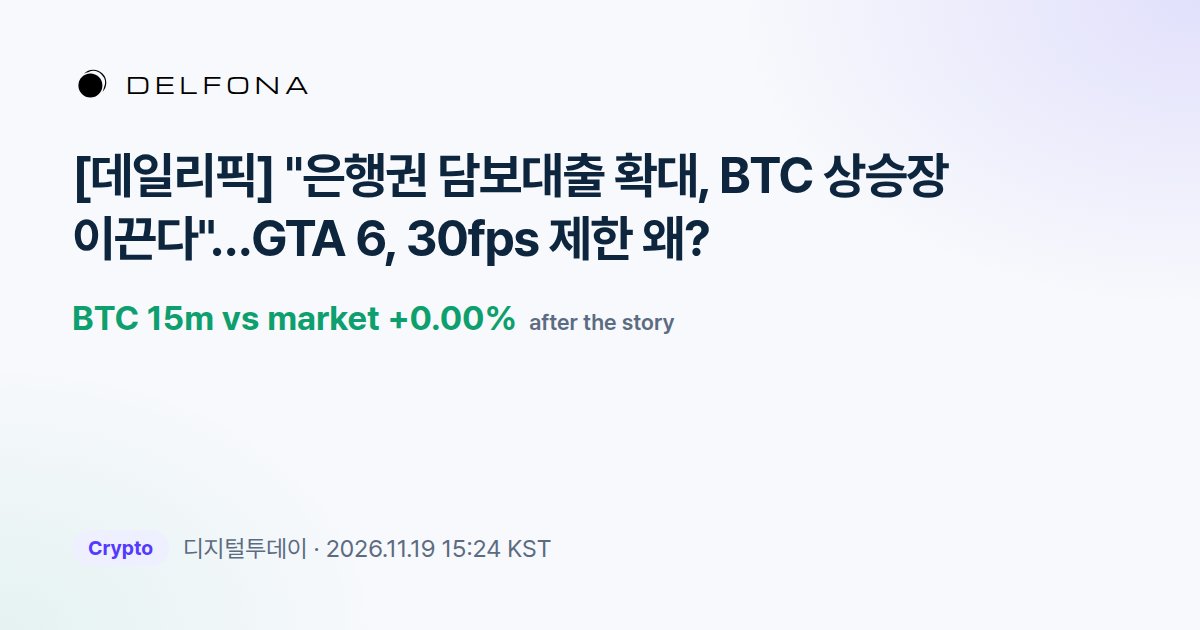 DELFONA
[데일리픽] "은행권 담보대출 확대, BTC 상승장
이끈다"...GTA 6, 30fps 제한 왜?
BTC 15m vs market +0.00% after the story
Crypto 디지털투데이 · 2026.11.19 15:24 KST